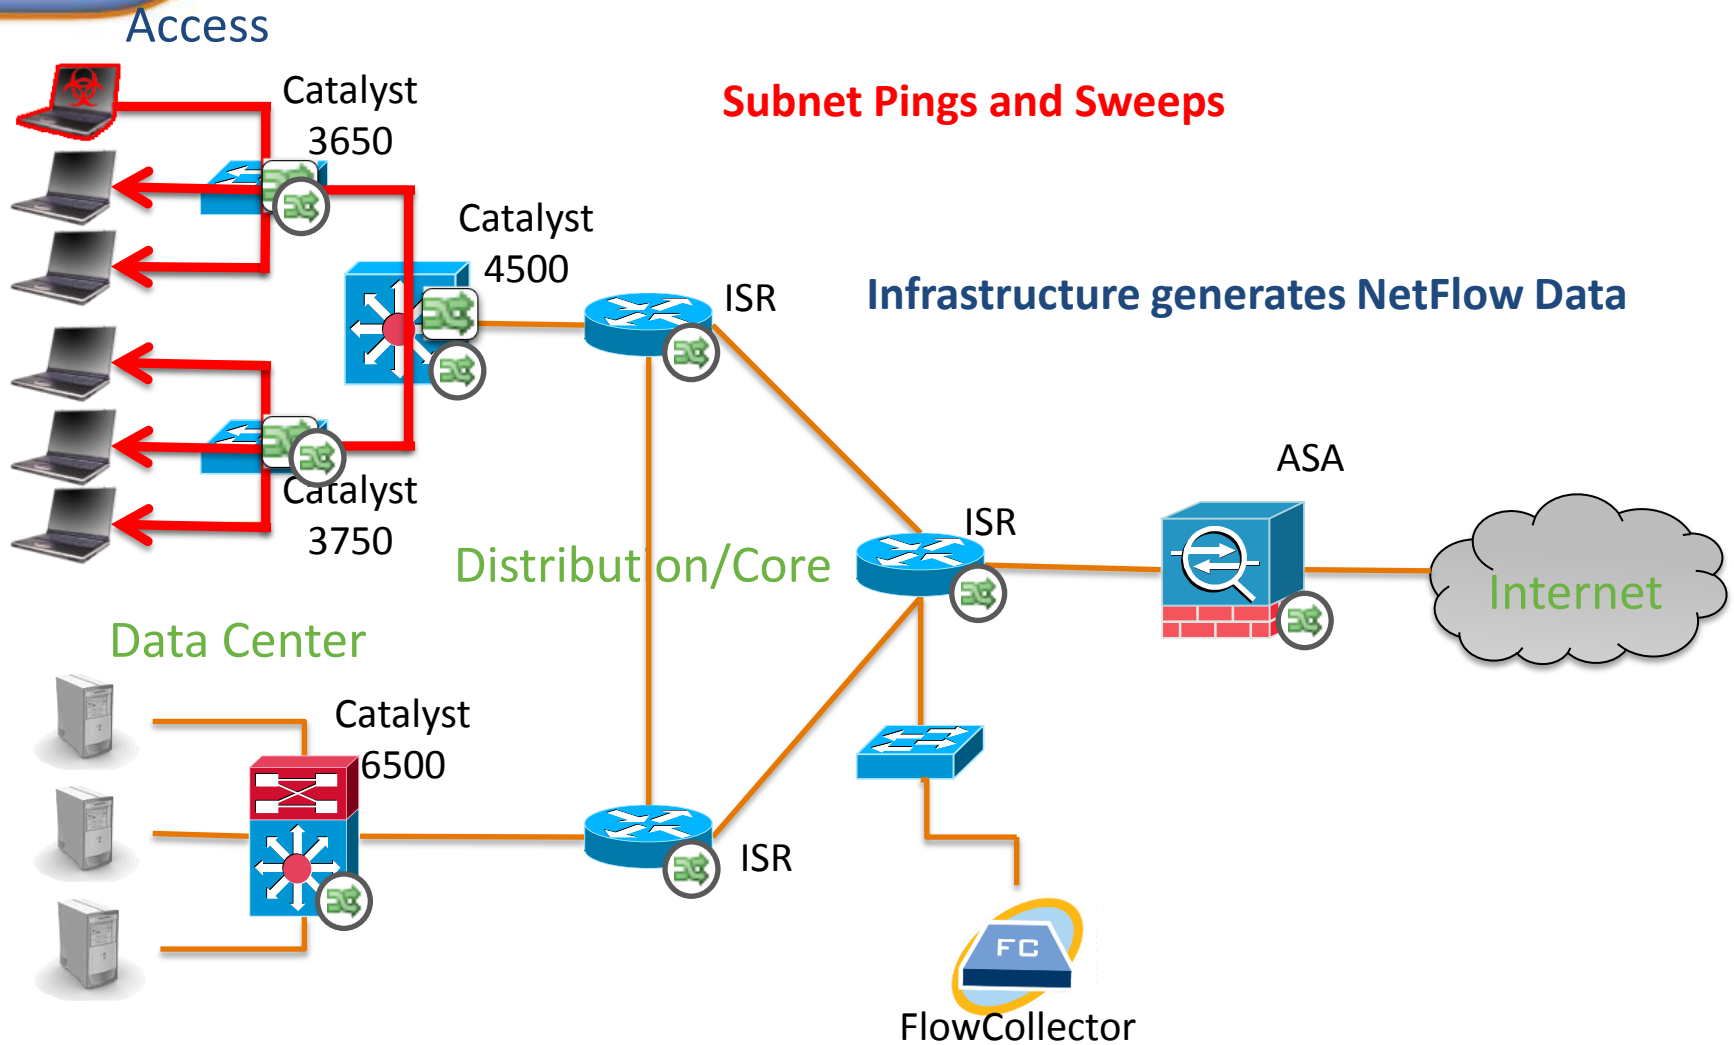 Access
Catalyst
3650
Subnet Pings and Sweeps
Catalyst
4500
ISR
Infrastructure generates NetFlow Data
ASA
Catalyst
3750
ISR
Distribution/Core
Internet
Data Center
Catalyst
6500
ISR
FC
FlowCollector